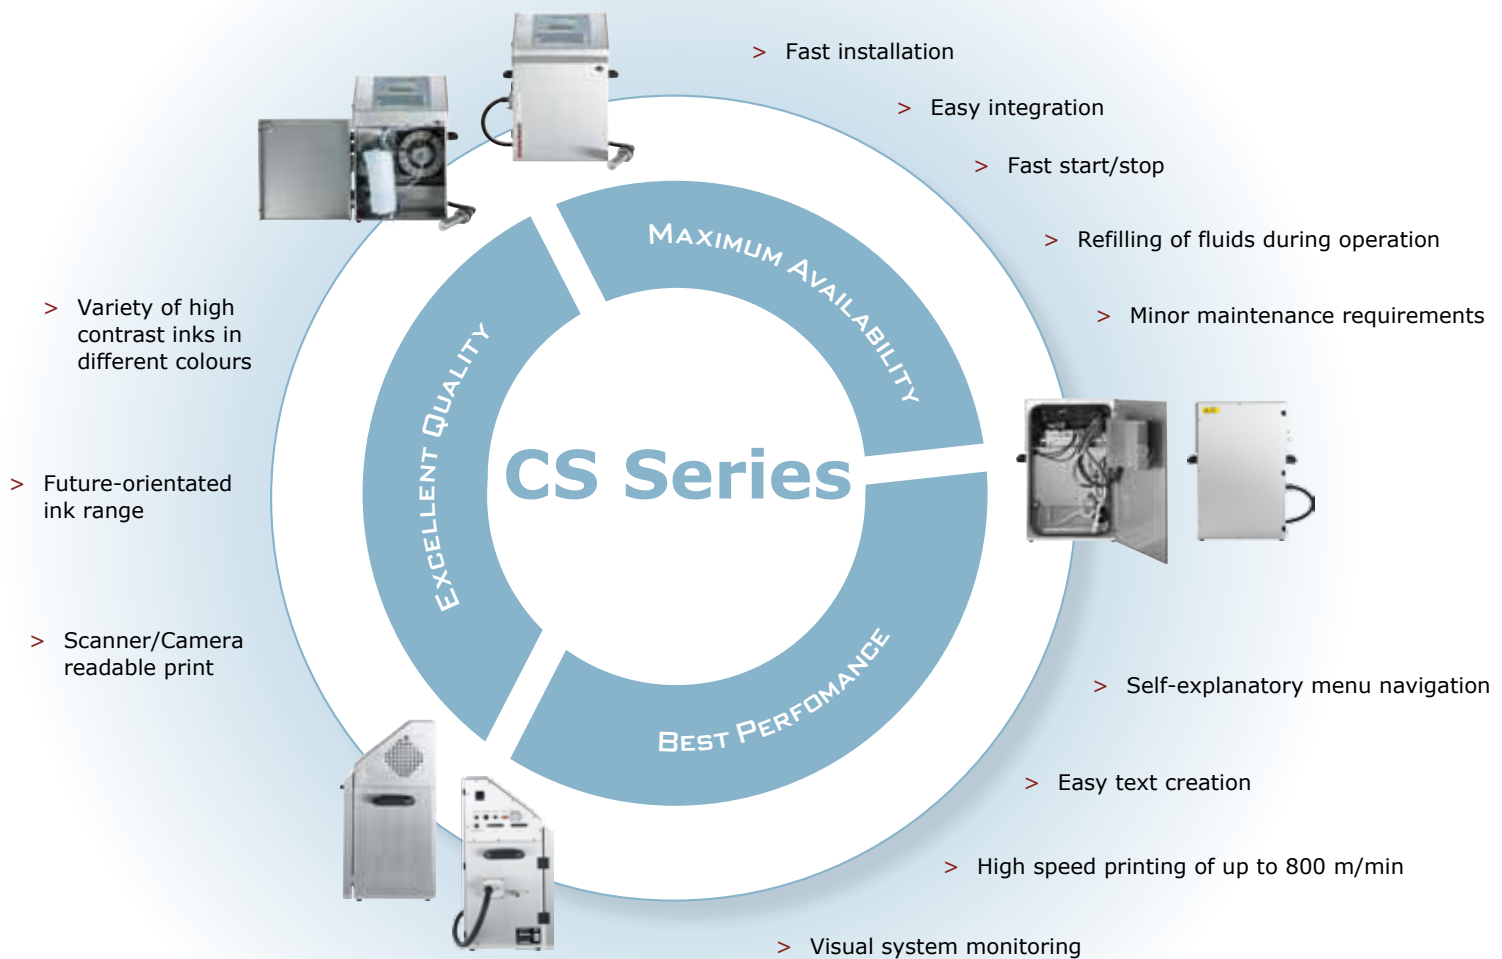 > Fast installation
> Easy integration
> Fast start/stop
> Refilling of fluids during operation
> Minor maintenance requirements
MAXIMUM AVAILABILITY
> Variety of high
contrast inks in
different colours
EXCELLENT QUALITY
CS Series
> Future-orientated
ink range
> Scanner/Camera
readable print
BEST PERFOMANCE
> Self-explanatory menu navigation
> Easy text creation
> High speed printing of up to 800 m/min
> Visual system monitoring